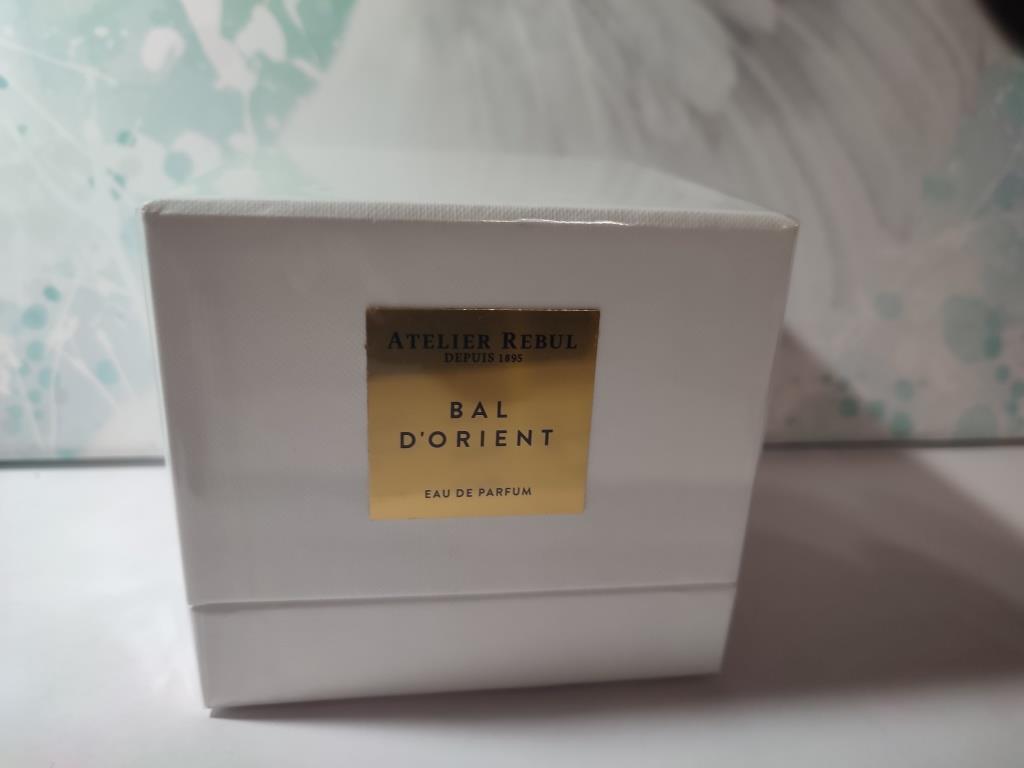 ATELIER REBUL
DEPUIS 1895
BAL
D'ORIENT
EAU DE PARFUM